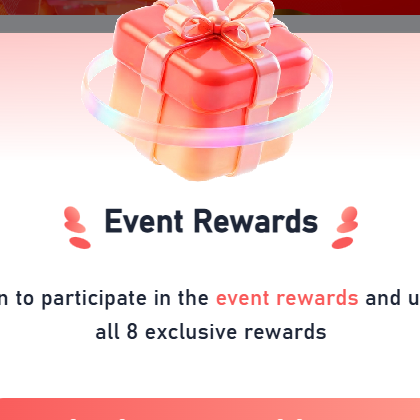 Event Rewards
to participate in the event rewards and
all 8 exclusive rewards